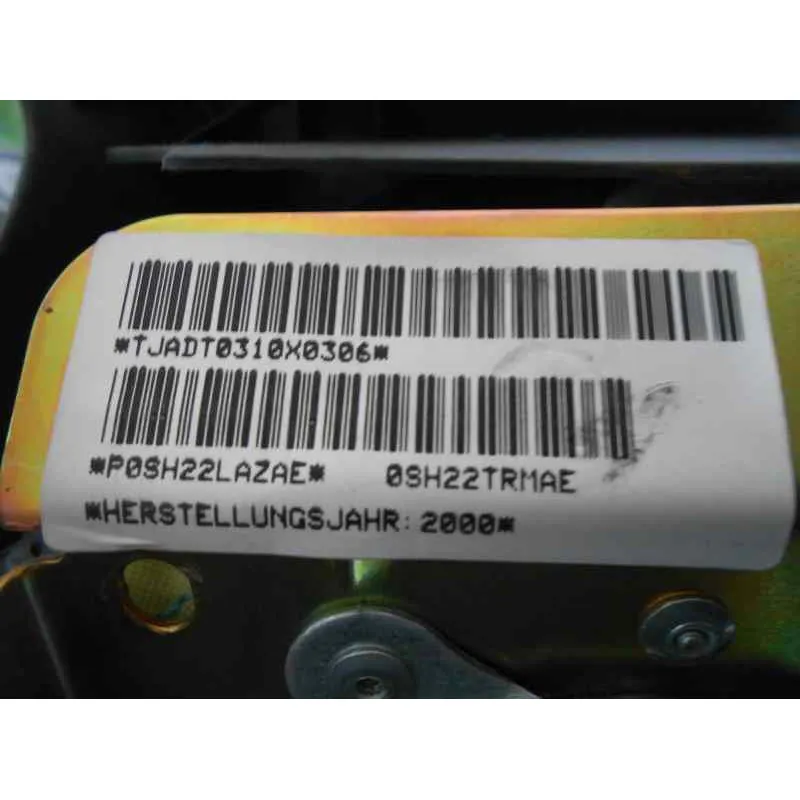 *TJADT0310X0306*
*P0SH22LAZAE* 0SH22TRMAE
*HERSTELLUNGSJAHR: 2000*